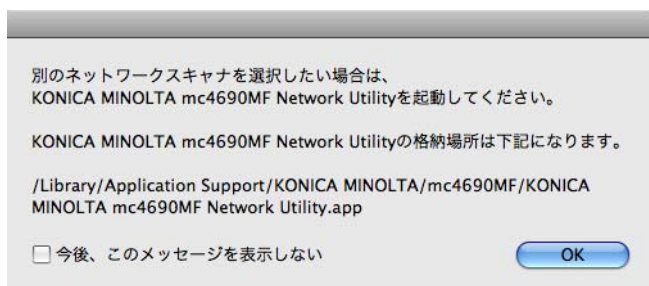 別のネットワークスキャナを選択したい場合は、
KONICA MINOLTA mc4690MF Network Utilityを起動してください。
KONICA MINOLTA mc4690MF Network Utilityの格納場所は下記になります。
/Library/Application Support/KONICA MINOLTA/mc4690MF/KONICA
MINOLTA mc4690MF Network Utility.app
今後、このメッセージを表示しない
OK